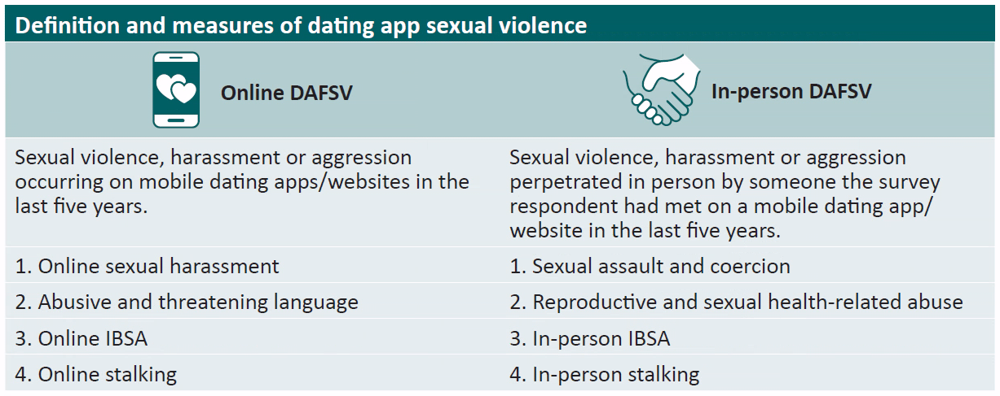 Definition and measures of dating app sexual violence
Online DAFSV
In-person DAFSV
Sexual violence, harassment or aggression
occurring on mobile dating apps/websites in the
last five years.
Sexual violence, harassment or aggression
perpetrated in person by someone the survey
respondent had met on a mobile dating app/
website in the last five years.
1. Online sexual harassment
1. Sexual assault and coercion
2. Abusive and threatening language
2. Reproductive and sexual health-related abuse
3. Online IBSA
3. In-person IBSA
4. Online stalking
4. In-person stalking